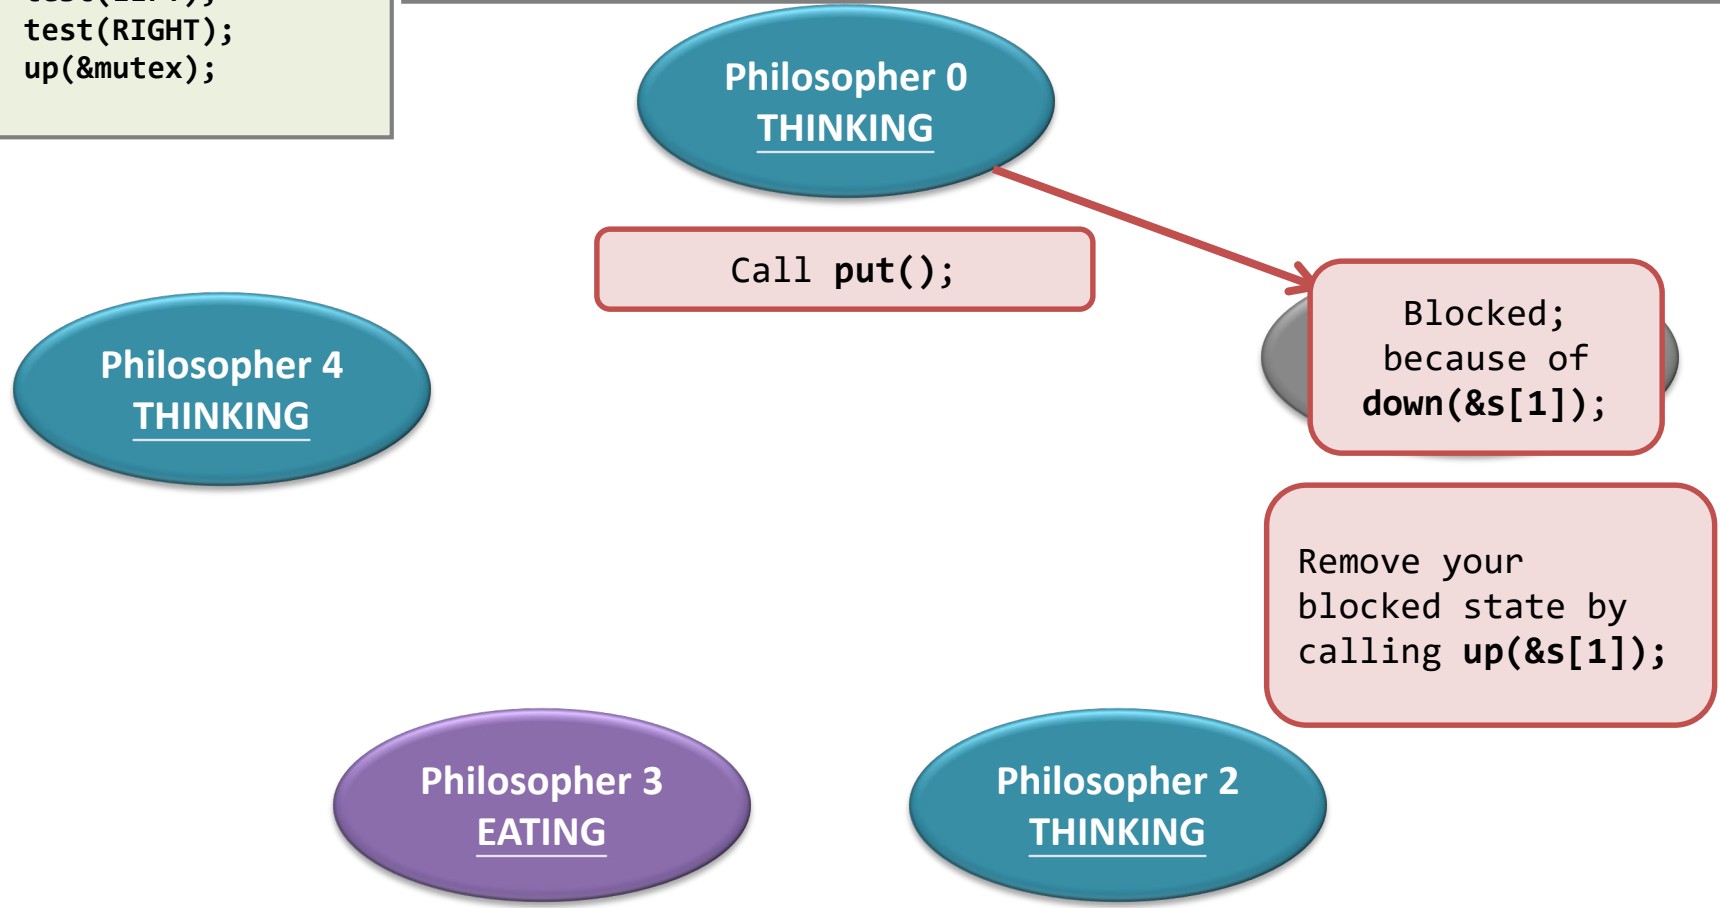 test(RIGHT);
up(&mutex);
Philosopher 0
THINKING
Call put();
Blocked;
because of
down(&s[1]);
Philosopher 4
THINKING
Remove your
blocked state by
calling up(&s[1]);
Philosopher 3
EATING
Philosopher 2
THINKING